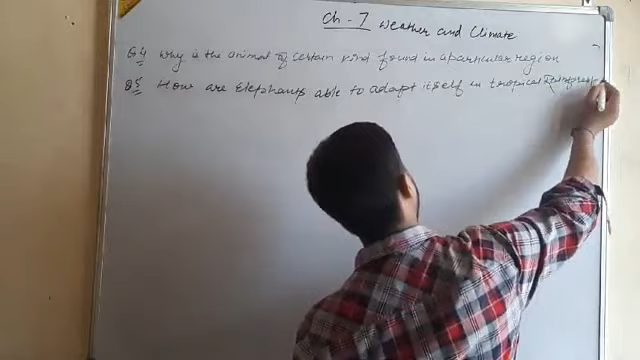 Ch - 7 Weather and Climate
Q4 Why is the animal of certain kind found in a particular region
Q5 How are Elephants able to adapt itself in tropical Rainforest